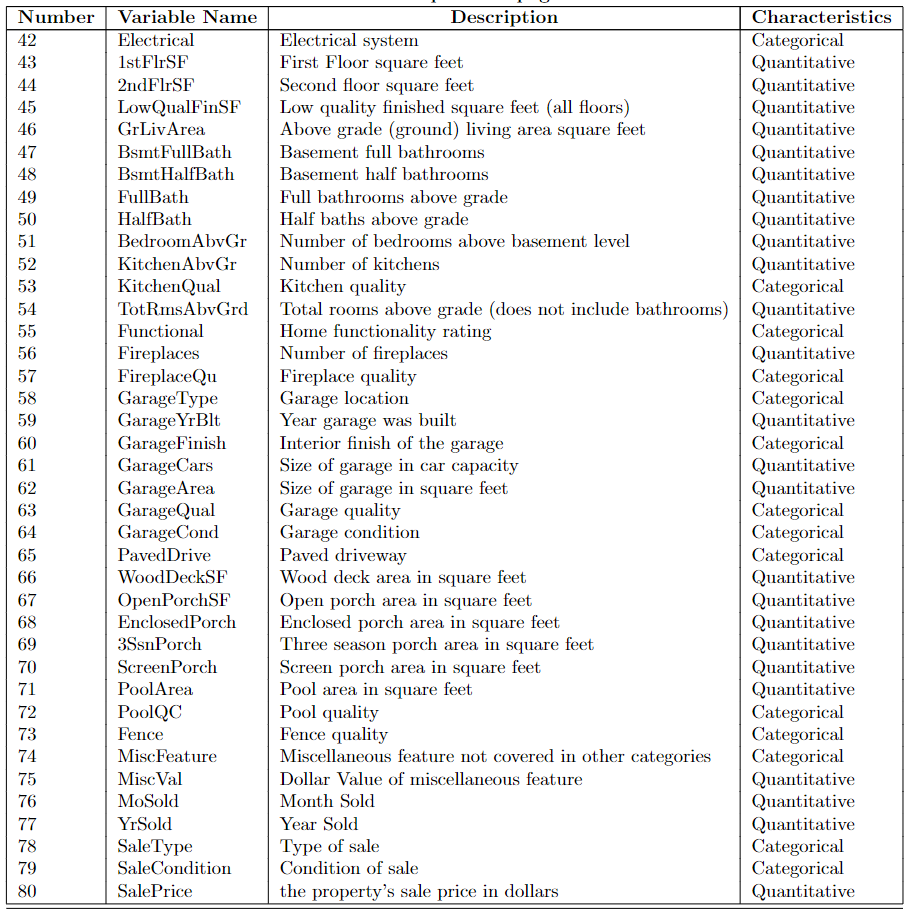 Number Variable Name Description Characteristics
42 Electrical Electrical system Categorical
43 1stFlrSF First Floor square feet Quantitative
44 2ndFlrSF Second floor square feet Quantitative
45 LowQualFinSF Low quality finished square feet (all floors) Quantitative
46 GrLivArea Above grade (ground) living area square feet Quantitative
47 BsmtFullBath Basement full bathrooms Quantitative
48 BsmtHalfBath Basement half bathrooms Quantitative
49 FullBath Full bathrooms above grade Quantitative
50 HalfBath Half baths above grade Quantitative
51 BedroomAbvGr Number of bedrooms above basement level Quantitative
52 KitchenAbvGr Number of kitchens Quantitative
53 KitchenQual Kitchen quality Categorical
54 TotRmsAbvGrd Total rooms above grade (does not include bathrooms) Quantitative
55 Functional Home functionality rating Categorical
56 Fireplaces Number of fireplaces Quantitative
57 FireplaceQu Fireplace quality Categorical
58 GarageType Garage location Categorical
59 GarageYrBlt Year garage was built Quantitative
60 GarageFinish Interior finish of the garage Categorical
61 GarageCars Size of garage in car capacity Quantitative
62 GarageArea Size of garage in square feet Quantitative
63 GarageQual Garage quality Categorical
64 GarageCond Garage condition Categorical
65 PavedDrive Paved driveway Categorical
66 WoodDeckSF Wood deck area in square feet Quantitative
67 OpenPorchSF Open porch area in square feet Quantitative
68 EnclosedPorch Enclosed porch area in square feet Quantitative
69 3SsnPorch Three season porch area in square feet Quantitative
70 ScreenPorch Screen porch area in square feet Quantitative
71 PoolArea Pool area in square feet Quantitative
72 PoolQC Pool quality Categorical
73 Fence Fence quality Categorical
74 MiscFeature Miscellaneous feature not covered in other categories Categorical
75 MiscVal Dollar Value of miscellaneous feature Quantitative
76 MoSold Month Sold Quantitative
77 YrSold Year Sold Quantitative
78 SaleType Type of sale Categorical
79 SaleCondition Condition of sale Categorical
80 SalePrice the property's sale price in dollars Quantitative